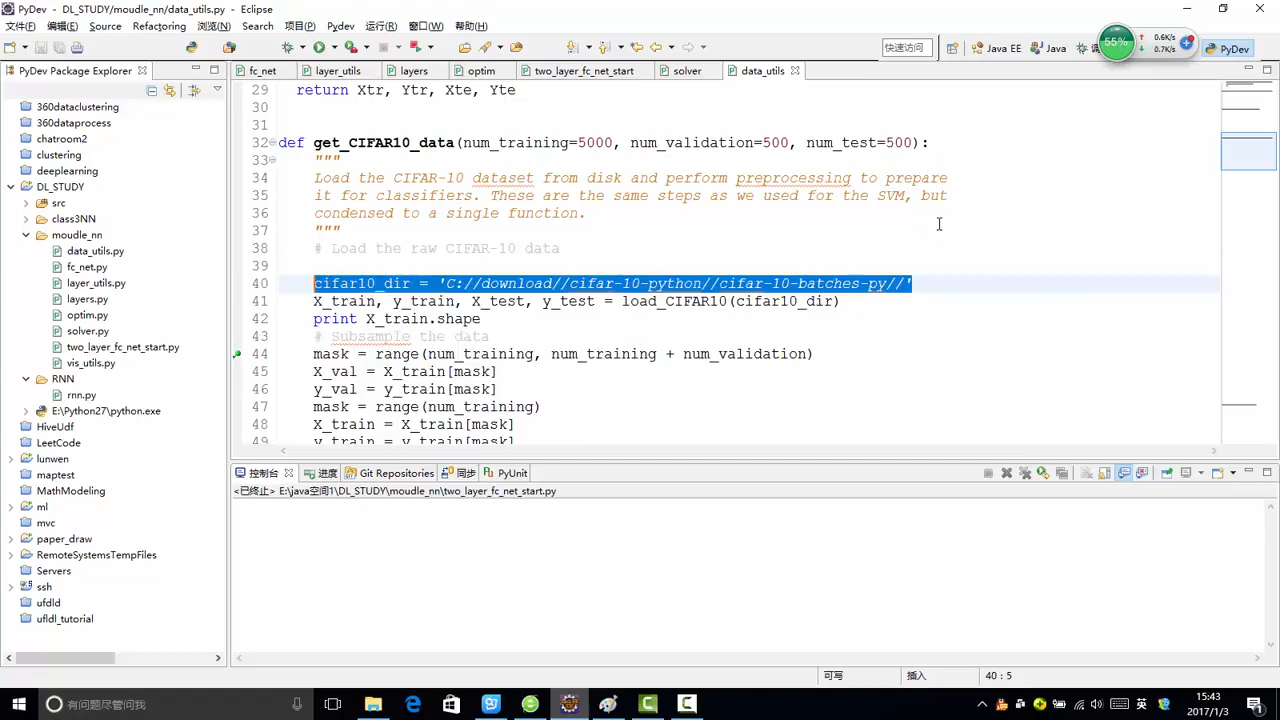 PyDev - DL_STUDY/moudle_nn/data_utils.py - Eclipse
文件(F) 编辑(E) Source Refactoring 浏览(N) Search 项目(P) Pydev 运行(R) 窗口(W) 帮助(H)
55% 0.6K/s 0.7K/s
快速访问 Java EE Java PyDev
PyDev Package Explorer
fc_net layer_utils layers optim two_layer_fc_net_start solver data_utils
360dataclustering
360dataprocess
chatroom2
clustering
deeplearning
DL_STUDY
src
class3NN
moudle_nn
data_utils.py
fc_net.py
layer_utils.py
layers.py
optim.py
solver.py
two_layer_fc_net_start.py
vis_utils.py
RNN
rnn.py
E:\Python27\python.exe
HiveUdf
LeetCode
lunwen
maptest
MathModeling
ml
mvc
paper_draw
RemoteSystemsTempFiles
Servers
ssh
ufdld
ufldl_tutorial
29 return Xtr, Ytr, Xte, Yte
30
31
32 def get_CIFAR10_data(num_training=5000, num_validation=500, num_test=500):
33 """
34 Load the CIFAR-10 dataset from disk and perform preprocessing to prepare
35 it for classifiers. These are the same steps as we used for the SVM, but
36 condensed to a single function.
37 """
38 # Load the raw CIFAR-10 data
39
40 cifar10_dir = 'C://download//cifar-10-python//cifar-10-batches-py//'
41 X_train, y_train, X_test, y_test = load_CIFAR10(cifar10_dir)
42 print X_train.shape
43 # Subsample the data
44 mask = range(num_training, num_training + num_validation)
45 X_val = X_train[mask]
46 y_val = y_train[mask]
47 mask = range(num_training)
48 X_train = X_train[mask]
49 y_train = y_train[mask]
控制台 进度 Git Repositories 同步 PyUnit
<已终止> E:\java空间1\DL_STUDY\moudle_nn\two_layer_fc_net_start.py
可写 插入 40 : 5
有问题尽管问我
英
15:43
2017/1/3